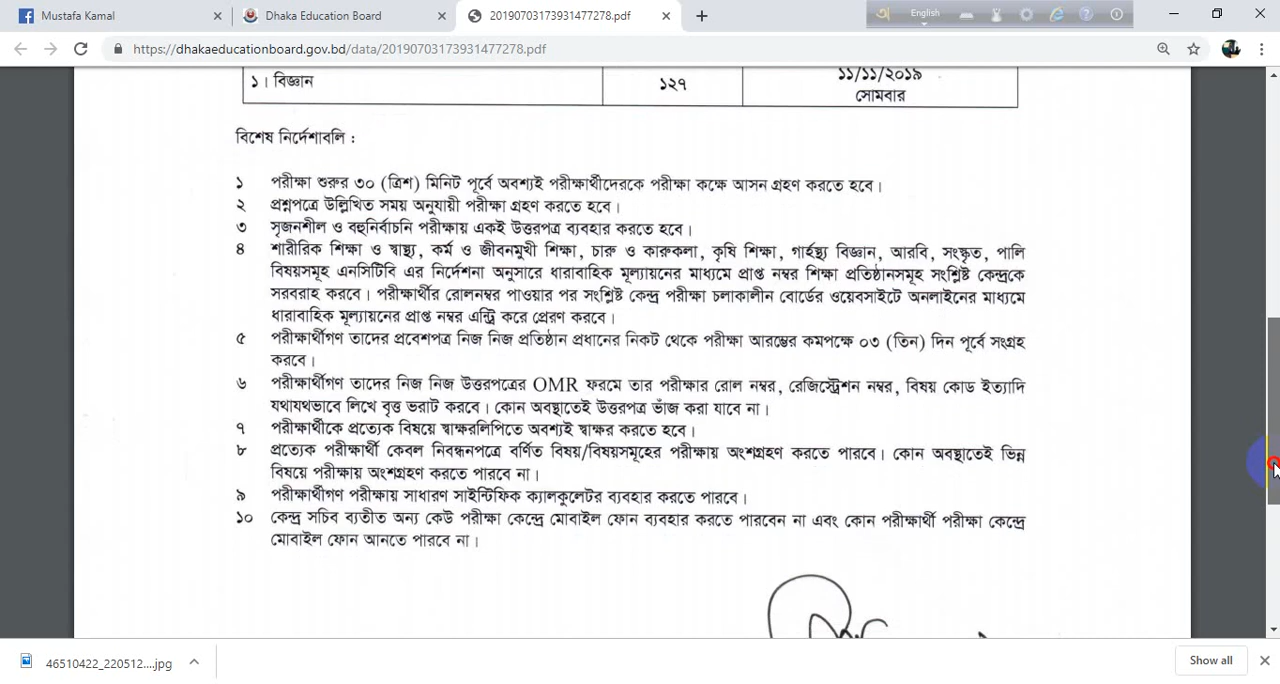 Mustafa Kamal
Dhaka Education Board
20190703173931477278.pdf
English
https://dhakaeducationboard.gov.bd/data/20190703173931477278.pdf
১। বিজ্ঞান
১২৭
১১/১১/২০১৯
সোমবার
বিশেষ নির্দেশাবলি :
১ পরীক্ষা শুরুর ৩০ (ত্রিশ) মিনিট পূর্বে অবশ্যই পরীক্ষার্থীদেরকে পরীক্ষা কক্ষে আসন গ্রহণ করতে হবে।
২ প্রশ্নপত্রে উল্লিখিত সময় অনুযায়ী পরীক্ষা গ্রহণ করতে হবে।
৩ সৃজনশীল ও বহুনির্বাচনি পরীক্ষায় একই উত্তরপত্র ব্যবহার করতে হবে।
৪ শারীরিক শিক্ষা ও স্বাস্থ্য, কর্ম ও জীবনমুখী শিক্ষা, চারু ও কারুকলা, কৃষি শিক্ষা, গার্হস্থ্য বিজ্ঞান, আরবি, সংস্কৃত, পালি
বিষয়সমূহ এনসিটিবি এর নির্দেশনা অনুসারে ধারাবাহিক মূল্যায়নের মাধ্যমে প্রাপ্ত নম্বর শিক্ষা প্রতিষ্ঠানসমূহ সংশ্লিষ্ট কেন্দ্রকে
সরবরাহ করবে। পরীক্ষার্থীর রোলনম্বর পাওয়ার পর সংশ্লিষ্ট কেন্দ্র পরীক্ষা চলাকালীন বোর্ডের ওয়েবসাইটে অনলাইনের মাধ্যমে
ধারাবাহিক মূল্যায়নের প্রাপ্ত নম্বর এন্ট্রি করে প্রেরণ করবে।
৫ পরীক্ষার্থীগণ তাদের প্রবেশপত্র নিজ নিজ প্রতিষ্ঠান প্রধানের নিকট থেকে পরীক্ষা আরম্ভের কমপক্ষে ০৩ (তিন) দিন পূর্বে সংগ্রহ
করবে।
৬ পরীক্ষার্থীগণ তাদের নিজ নিজ উত্তরপত্রের OMR ফরমে তার পরীক্ষার রোল নম্বর, রেজিস্ট্রেশন নম্বর, বিষয় কোড ইত্যাদি
যথাযথভাবে লিখে বৃত্ত ভরাট করবে। কোন অবস্থাতেই উত্তরপত্র ভাঁজ করা যাবে না।
৭ পরীক্ষার্থীকে প্রত্যেক বিষয়ে স্বাক্ষরলিপিতে অবশ্যই স্বাক্ষর করতে হবে।
৮ প্রত্যেক পরীক্ষার্থী কেবল নিবন্ধনপত্রে বর্ণিত বিষয়/বিষয়সমূহের পরীক্ষায় অংশগ্রহণ করতে পারবে। কোন অবস্থাতেই ভিন্ন
বিষয়ে পরীক্ষায় অংশগ্রহণ করতে পারবে না।
৯ পরীক্ষার্থীগণ পরীক্ষায় সাধারণ সাইন্টিফিক ক্যালকুলেটর ব্যবহার করতে পারবে।
১০ কেন্দ্র সচিব ব্যতীত অন্য কেউ পরীক্ষা কেন্দ্রে মোবাইল ফোন ব্যবহার করতে পারবেন না এবং কোন পরীক্ষার্থী পরীক্ষা কেন্দ্রে
মোবাইল ফোন আনতে পারবে না।
46510422_220512....jpg
Show all